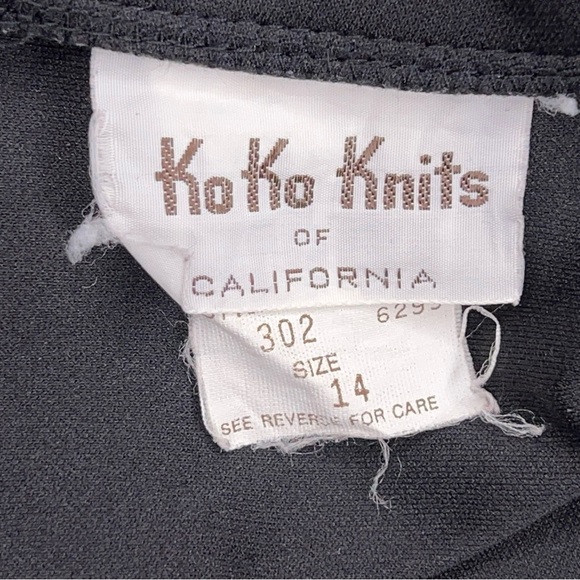 KoKo Knits
OF
CALIFORNIA
302
SIZE
14
SEE REVERSE FOR CARE